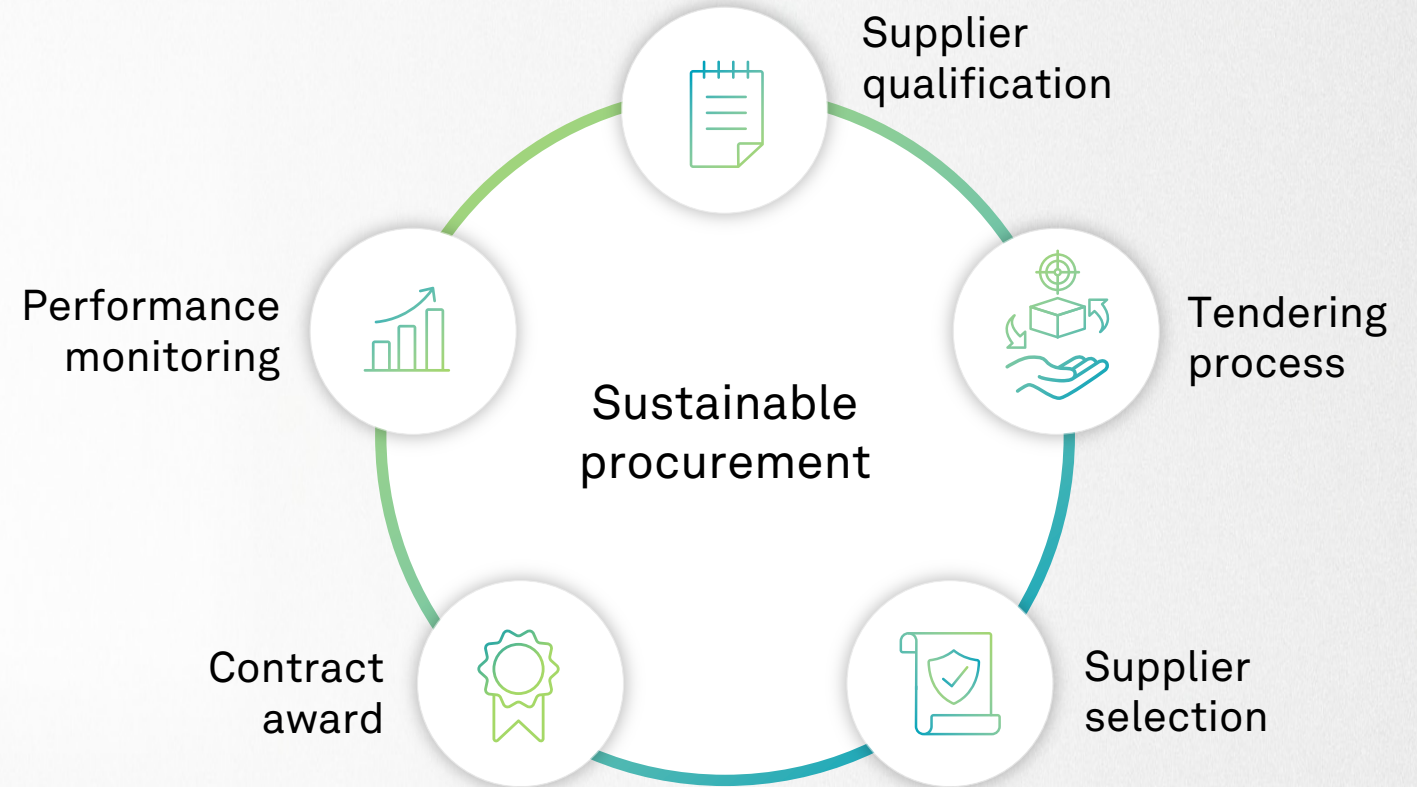 Supplier
qualification
Tendering
process
Supplier
selection
Contract
award
Performance
monitoring
Sustainable
procurement